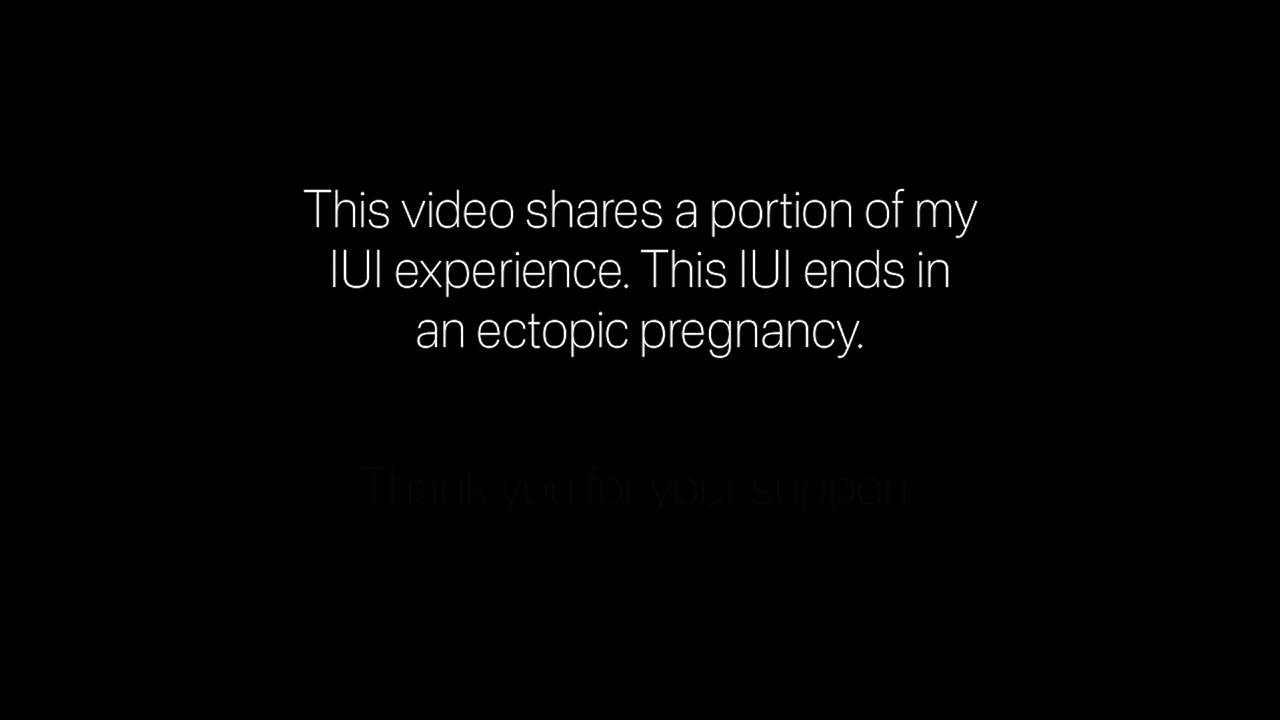 This video shares a portion of my
IUI experience. This IUI ends in
an ectopic pregnancy.
Thank you for your support